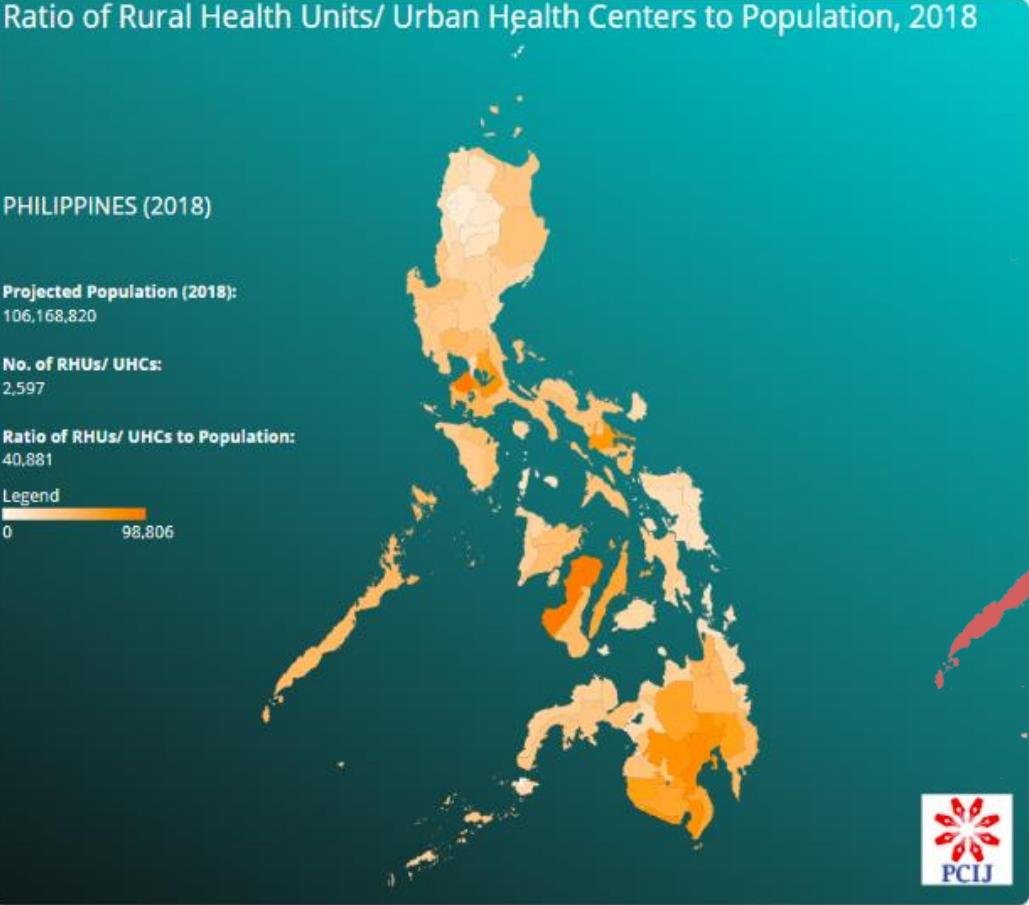 Ratio of Rural Health Units/ Urban Health Centers to Population, 2018
PHILIPPINES (2018)
Projected Population (2018):
106,168,820
No. of RHUs/ UHCs:
2,597
Ratio of RHUs/ UHCs to Population:
40,881
Legend
0 98,806
PCIJ